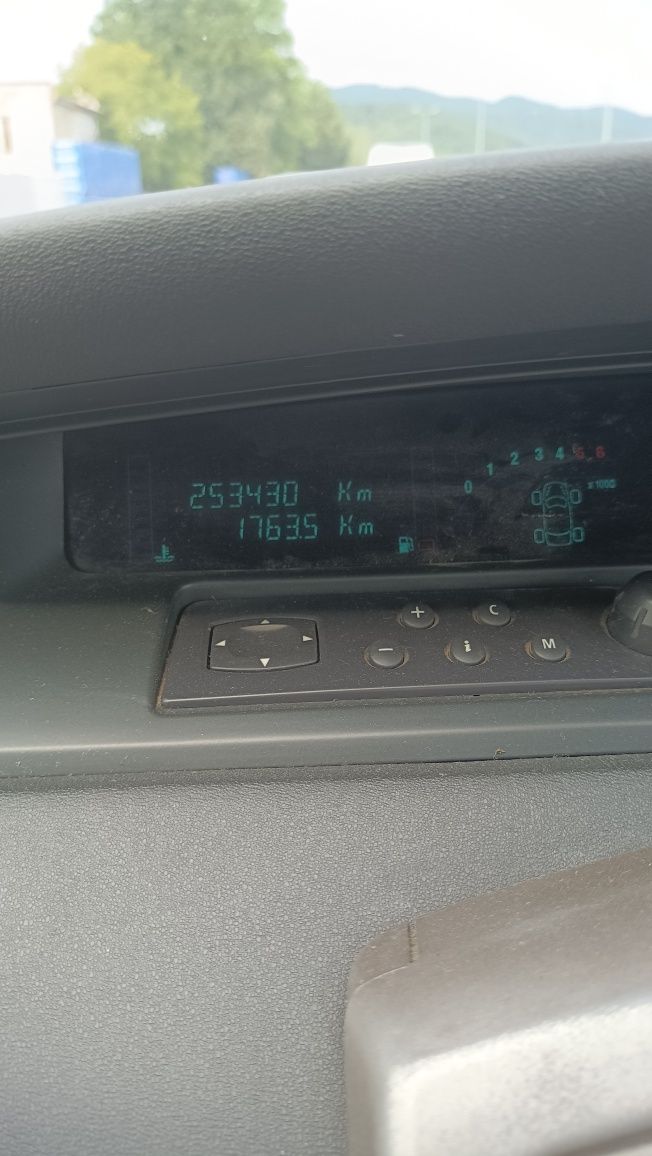 253430 Km
1763.5 Km
0 1 2 3 4 5 6
x1000
+ C
- i M